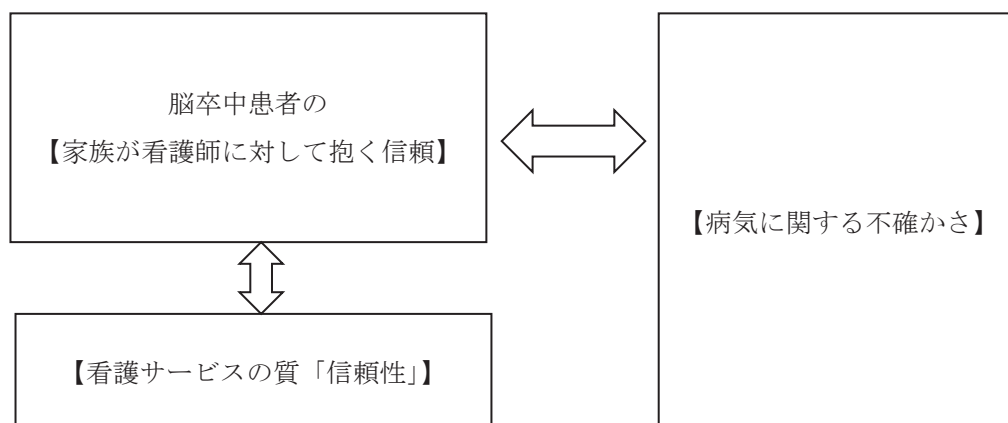 脳卒中患者の
【家族が看護師に対して抱く信頼】
【病気に関する不確かさ】
【看護サービスの質「信頼性」】